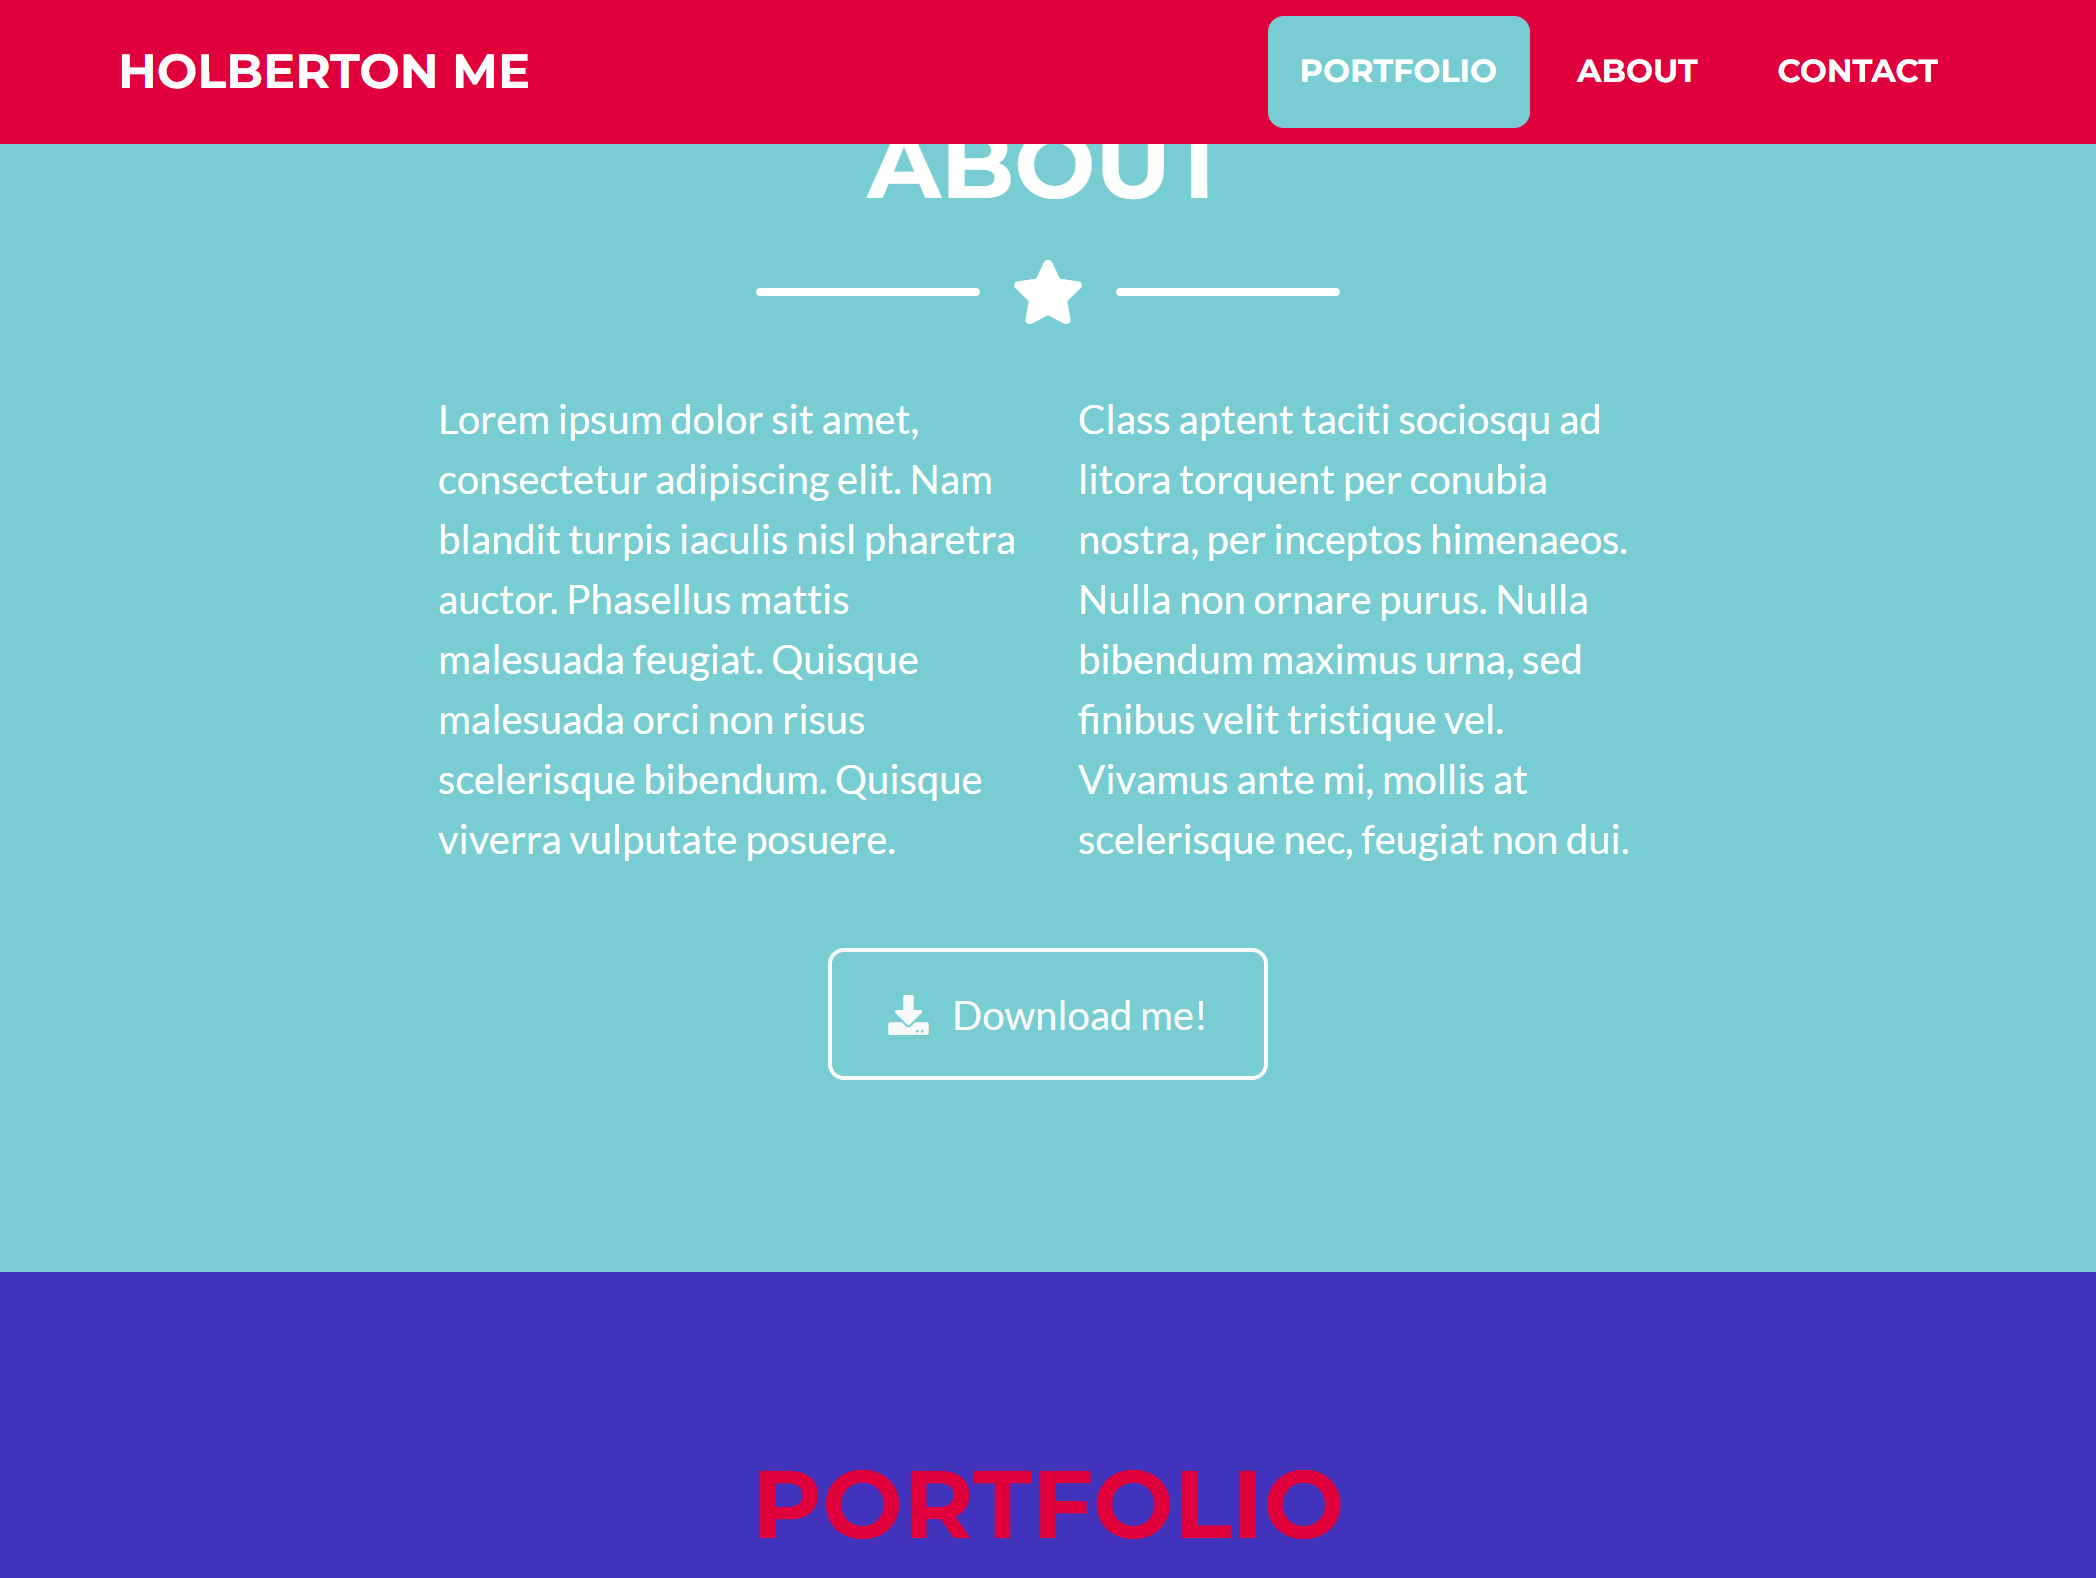 HOLBERTON ME
PORTFOLIO
ABOUT
CONTACT
ABOUT
Lorem ipsum dolor sit amet,
consectetur adipiscing elit. Nam
blandit turpis iaculis nisl pharetra
auctor. Phasellus mattis
malesuada feugiat. Quisque
malesuada orci non risus
scelerisque bibendum. Quisque
viverra vulputate posuere.
Class aptent taciti sociosqu ad
litora torquent per conubia
nostra, per inceptos himenaeos.
Nulla non ornare purus. Nulla
bibendum maximus urna, sed
finibus velit tristique vel.
Vivamus ante mi, mollis at
scelerisque nec, feugiat non dui.
Download me!
PORTFOLIO